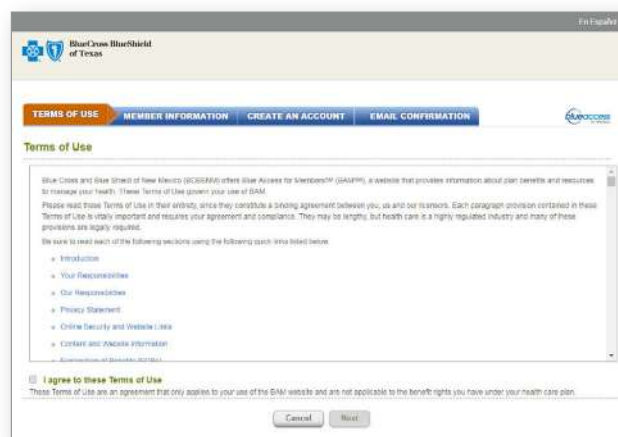 En Español
BlueCross BlueShield
of Texas
TERMS OF USE
MEMBER INFORMATION
CREATE AN ACCOUNT
EMAIL CONFIRMATION
blueaccess
Terms of Use
Blue Cross and Blue Shield of New Mexico (BCBSNM) offers Blue Access for Members℠ (BAM℠), a website that provides information about plan benefits and resources
to manage your health. These Terms of Use govern your use of BAM.
Please read these Terms of Use in their entirety, since they constitute a binding agreement between you, us and our licensors. Each paragraph provision contained in these
Terms of Use is vitally important and requires your agreement and compliance. They may be lengthy, but health care is a highly regulated industry and many of these
provisions are legally required.
Be sure to read each of the following sections using the following quick links listed below.
Introduction
Your Responsibilities
Our Responsibilities
Privacy Statement
Online Security and Website Links
Content and Website Information
I agree to these Terms of Use
These Terms of Use are an agreement that only applies to your use of the BAM website and are not applicable to the benefit rights you have under your health care plan.
Cancel
Next